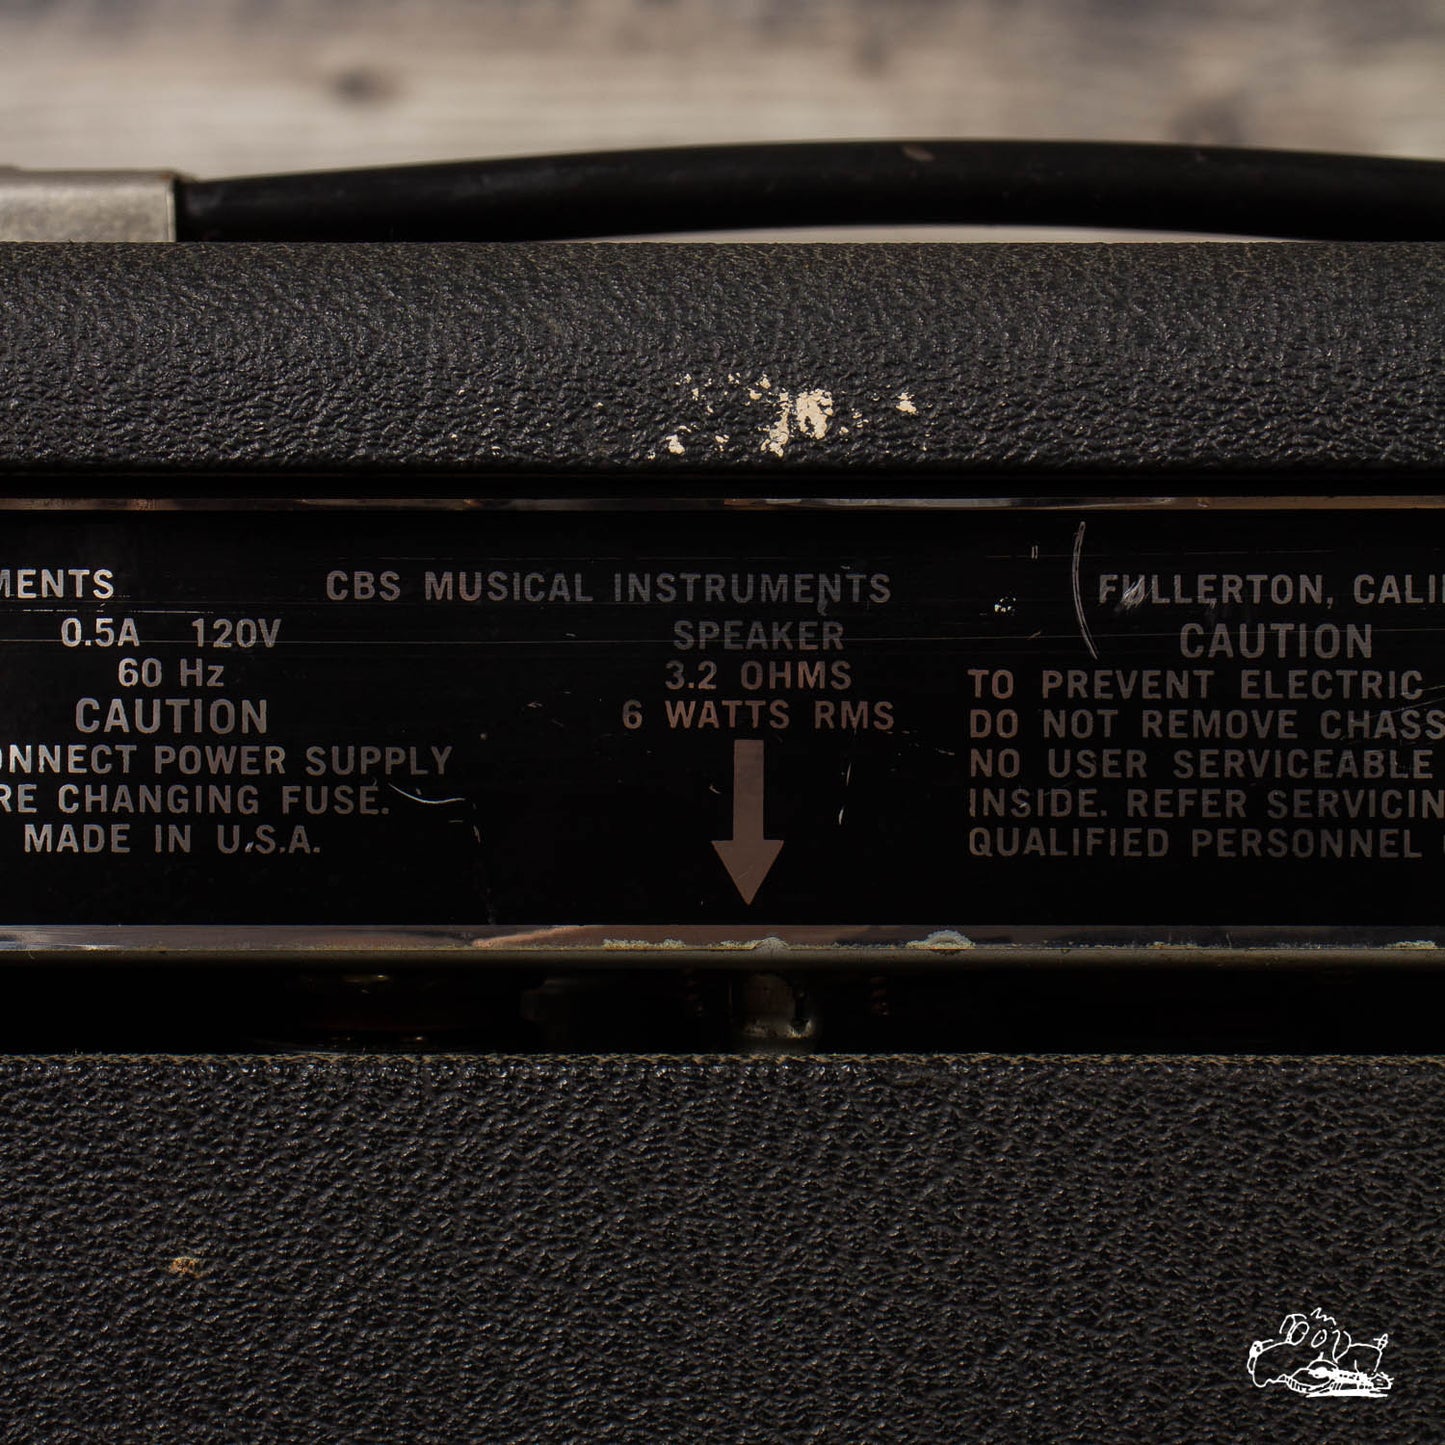 MENTS
0.5A 120V
60 Hz
CAUTION
ONNECT POWER SUPPLY
RE CHANGING FUSE.
MADE IN U.S.A.
CBS MUSICAL INSTRUMENTS
SPEAKER
3.2 OHMS
6 WATTS RMS
FULLERTON, CALI
CAUTION
TO PREVENT ELECTRIC
DO NOT REMOVE CHASS
NO USER SERVICEABLE
INSIDE. REFER SERVICIN
QUALIFIED PERSONNEL